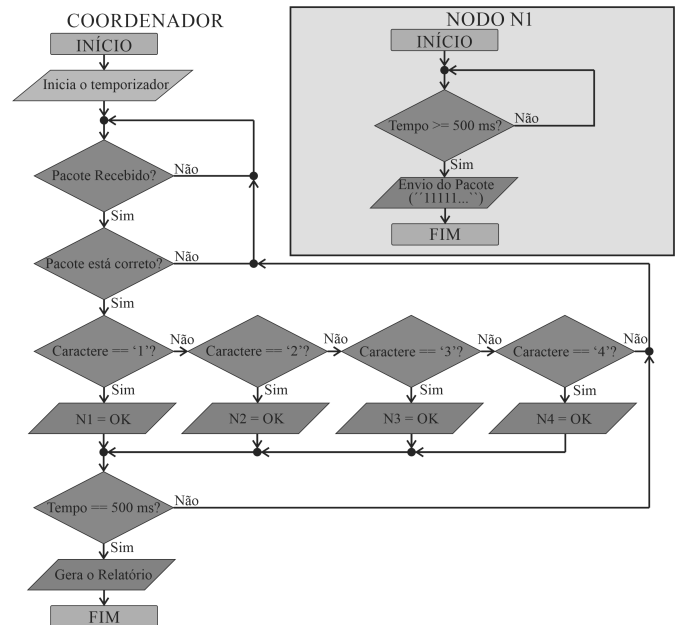 COORDENADOR
INÍCIO
Inicia o temporizador
Pacote Recebido?
Não
Sim
Pacote está correto?
Não
Sim
Caractere == ‘1’?
Não
Caractere == ‘2’?
Não
Caractere == ‘3’?
Não
Caractere == ‘4’?
Não
Sim
Sim
Sim
Sim
N1 = OK
N2 = OK
N3 = OK
N4 = OK
Tempo == 500 ms?
Não
Sim
Gera o Relatório
FIM
NODO N1
INÍCIO
Tempo >= 500 ms?
Não
Sim
Envio do Pacote
(´´11111...``)
FIM